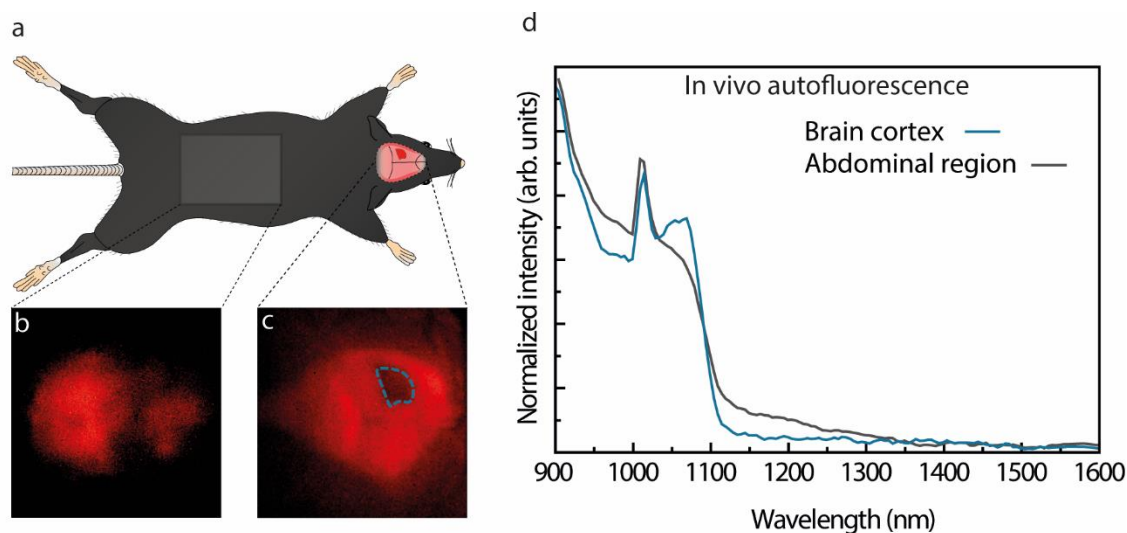 a
b
c
d
In vivo autofluorescence
Brain cortex
Abdominal region
Normalized intensity (arb. units)
900 1000 1100 1200 1300 1400 1500 1600
Wavelength (nm)